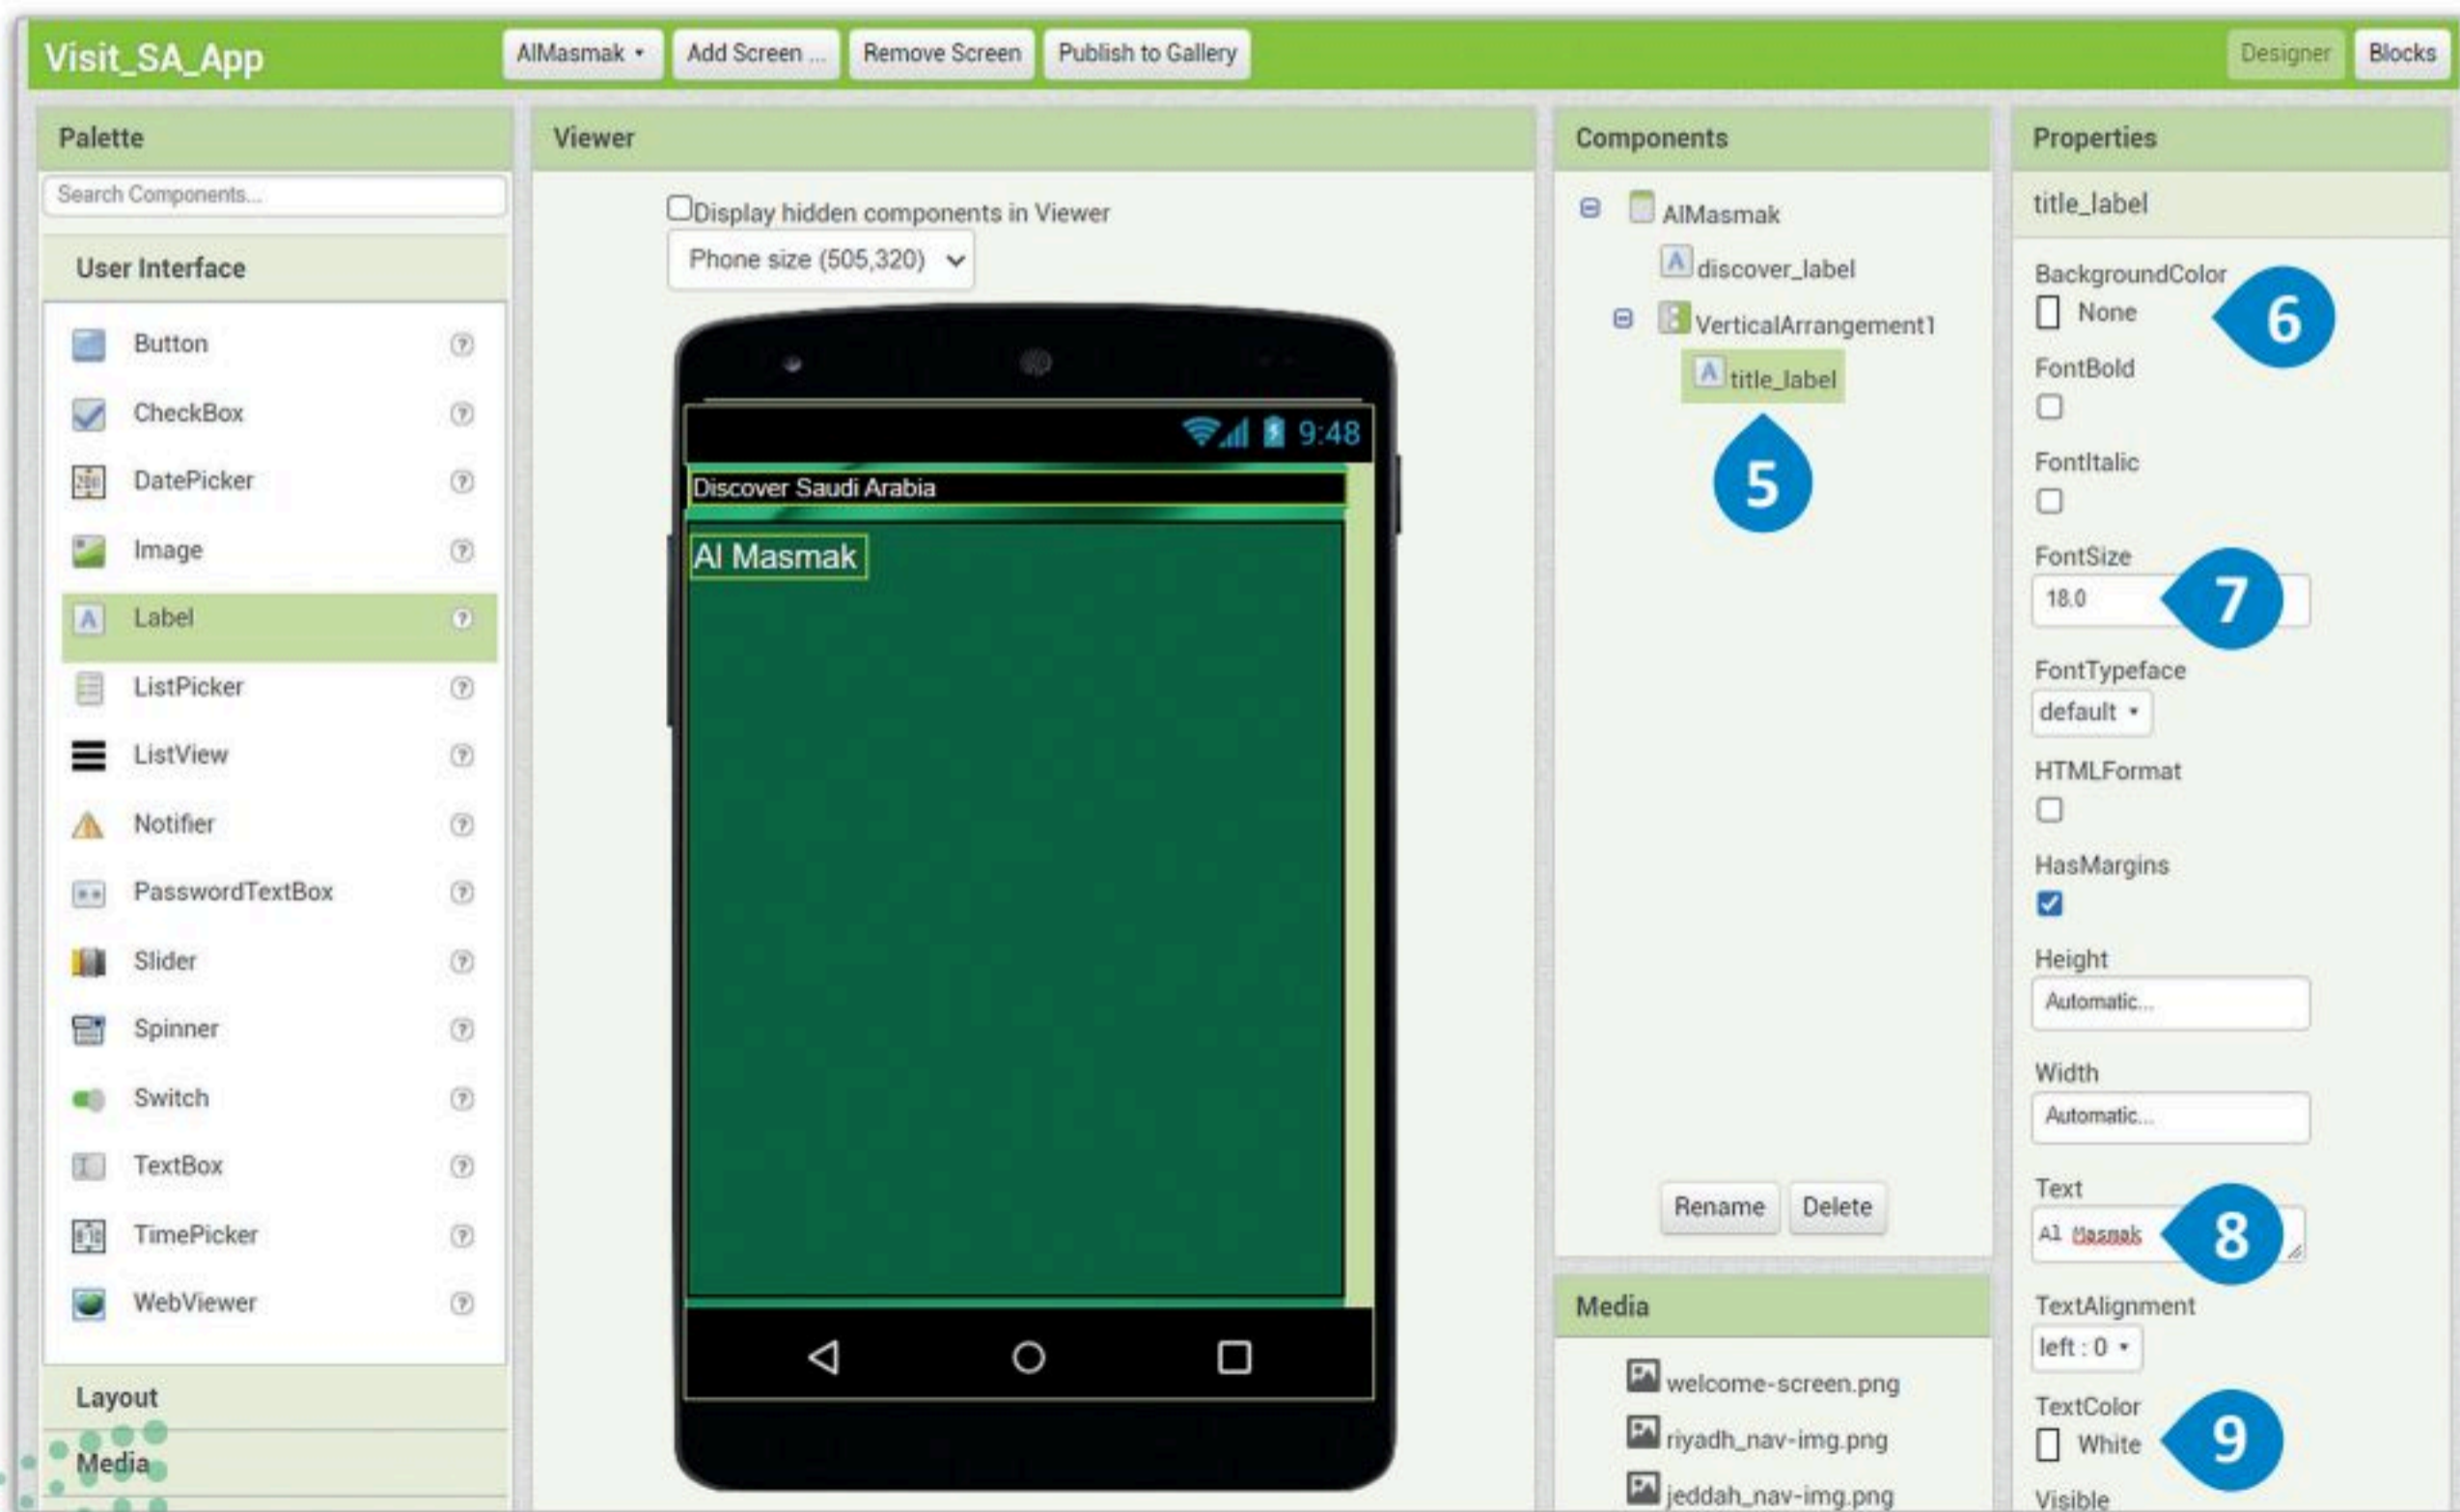 Visit_SA_App
AlMasmak
Add Screen ...
Remove Screen
Publish to Gallery
Designer
Blocks
Palette
Search Components...
User Interface
Button
CheckBox
DatePicker
Image
Label
ListPicker
ListView
Notifier
PasswordTextBox
Slider
Spinner
Switch
TextBox
TimePicker
WebViewer
Layout
Media
Viewer
Display hidden components in Viewer
Phone size (505,320)
9:48
Discover Saudi Arabia
Al Masmak
Components
AlMasmak
discover_label
VerticalArrangement1
title_label
5
Rename
Delete
Media
welcome-screen.png
riyadh_nav-img.png
jeddah_nav-img.png
Properties
title_label
BackgroundColor
None
6
FontBold
FontItalic
FontSize
18.0
7
FontTypeface
default
HTMLFormat
HasMargins
Height
Automatic...
Width
Automatic...
Text
Al Masmak
8
TextAlignment
left : 0
TextColor
White
9
Visible